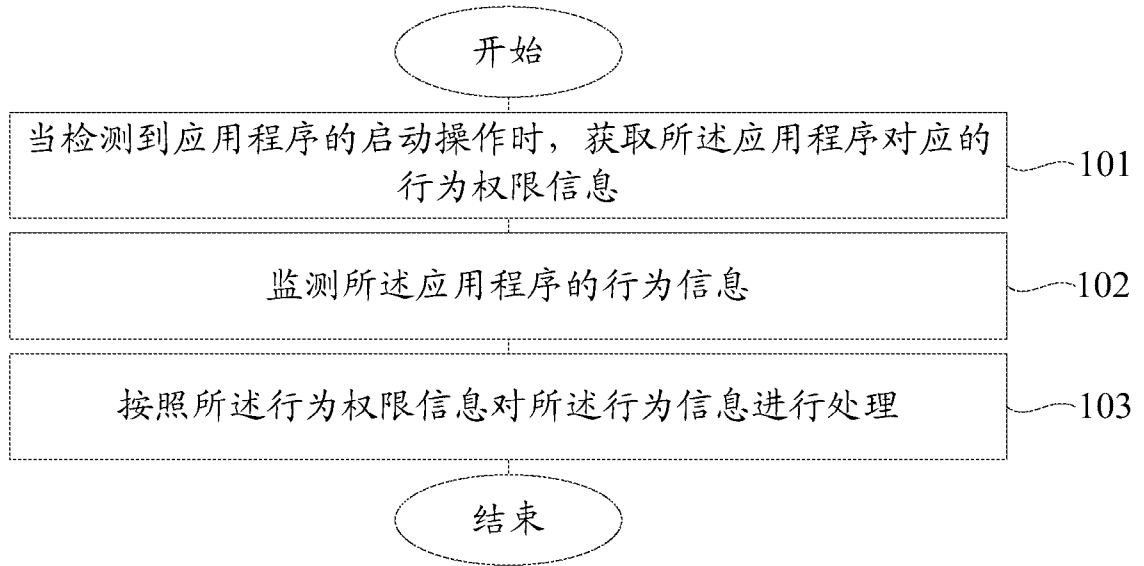 开始
当检测到应用程序的启动操作时，获取所述应用程序对应的
行为权限信息
101
监测所述应用程序的行为信息
102
按照所述行为权限信息对所述行为信息进行处理
103
结束